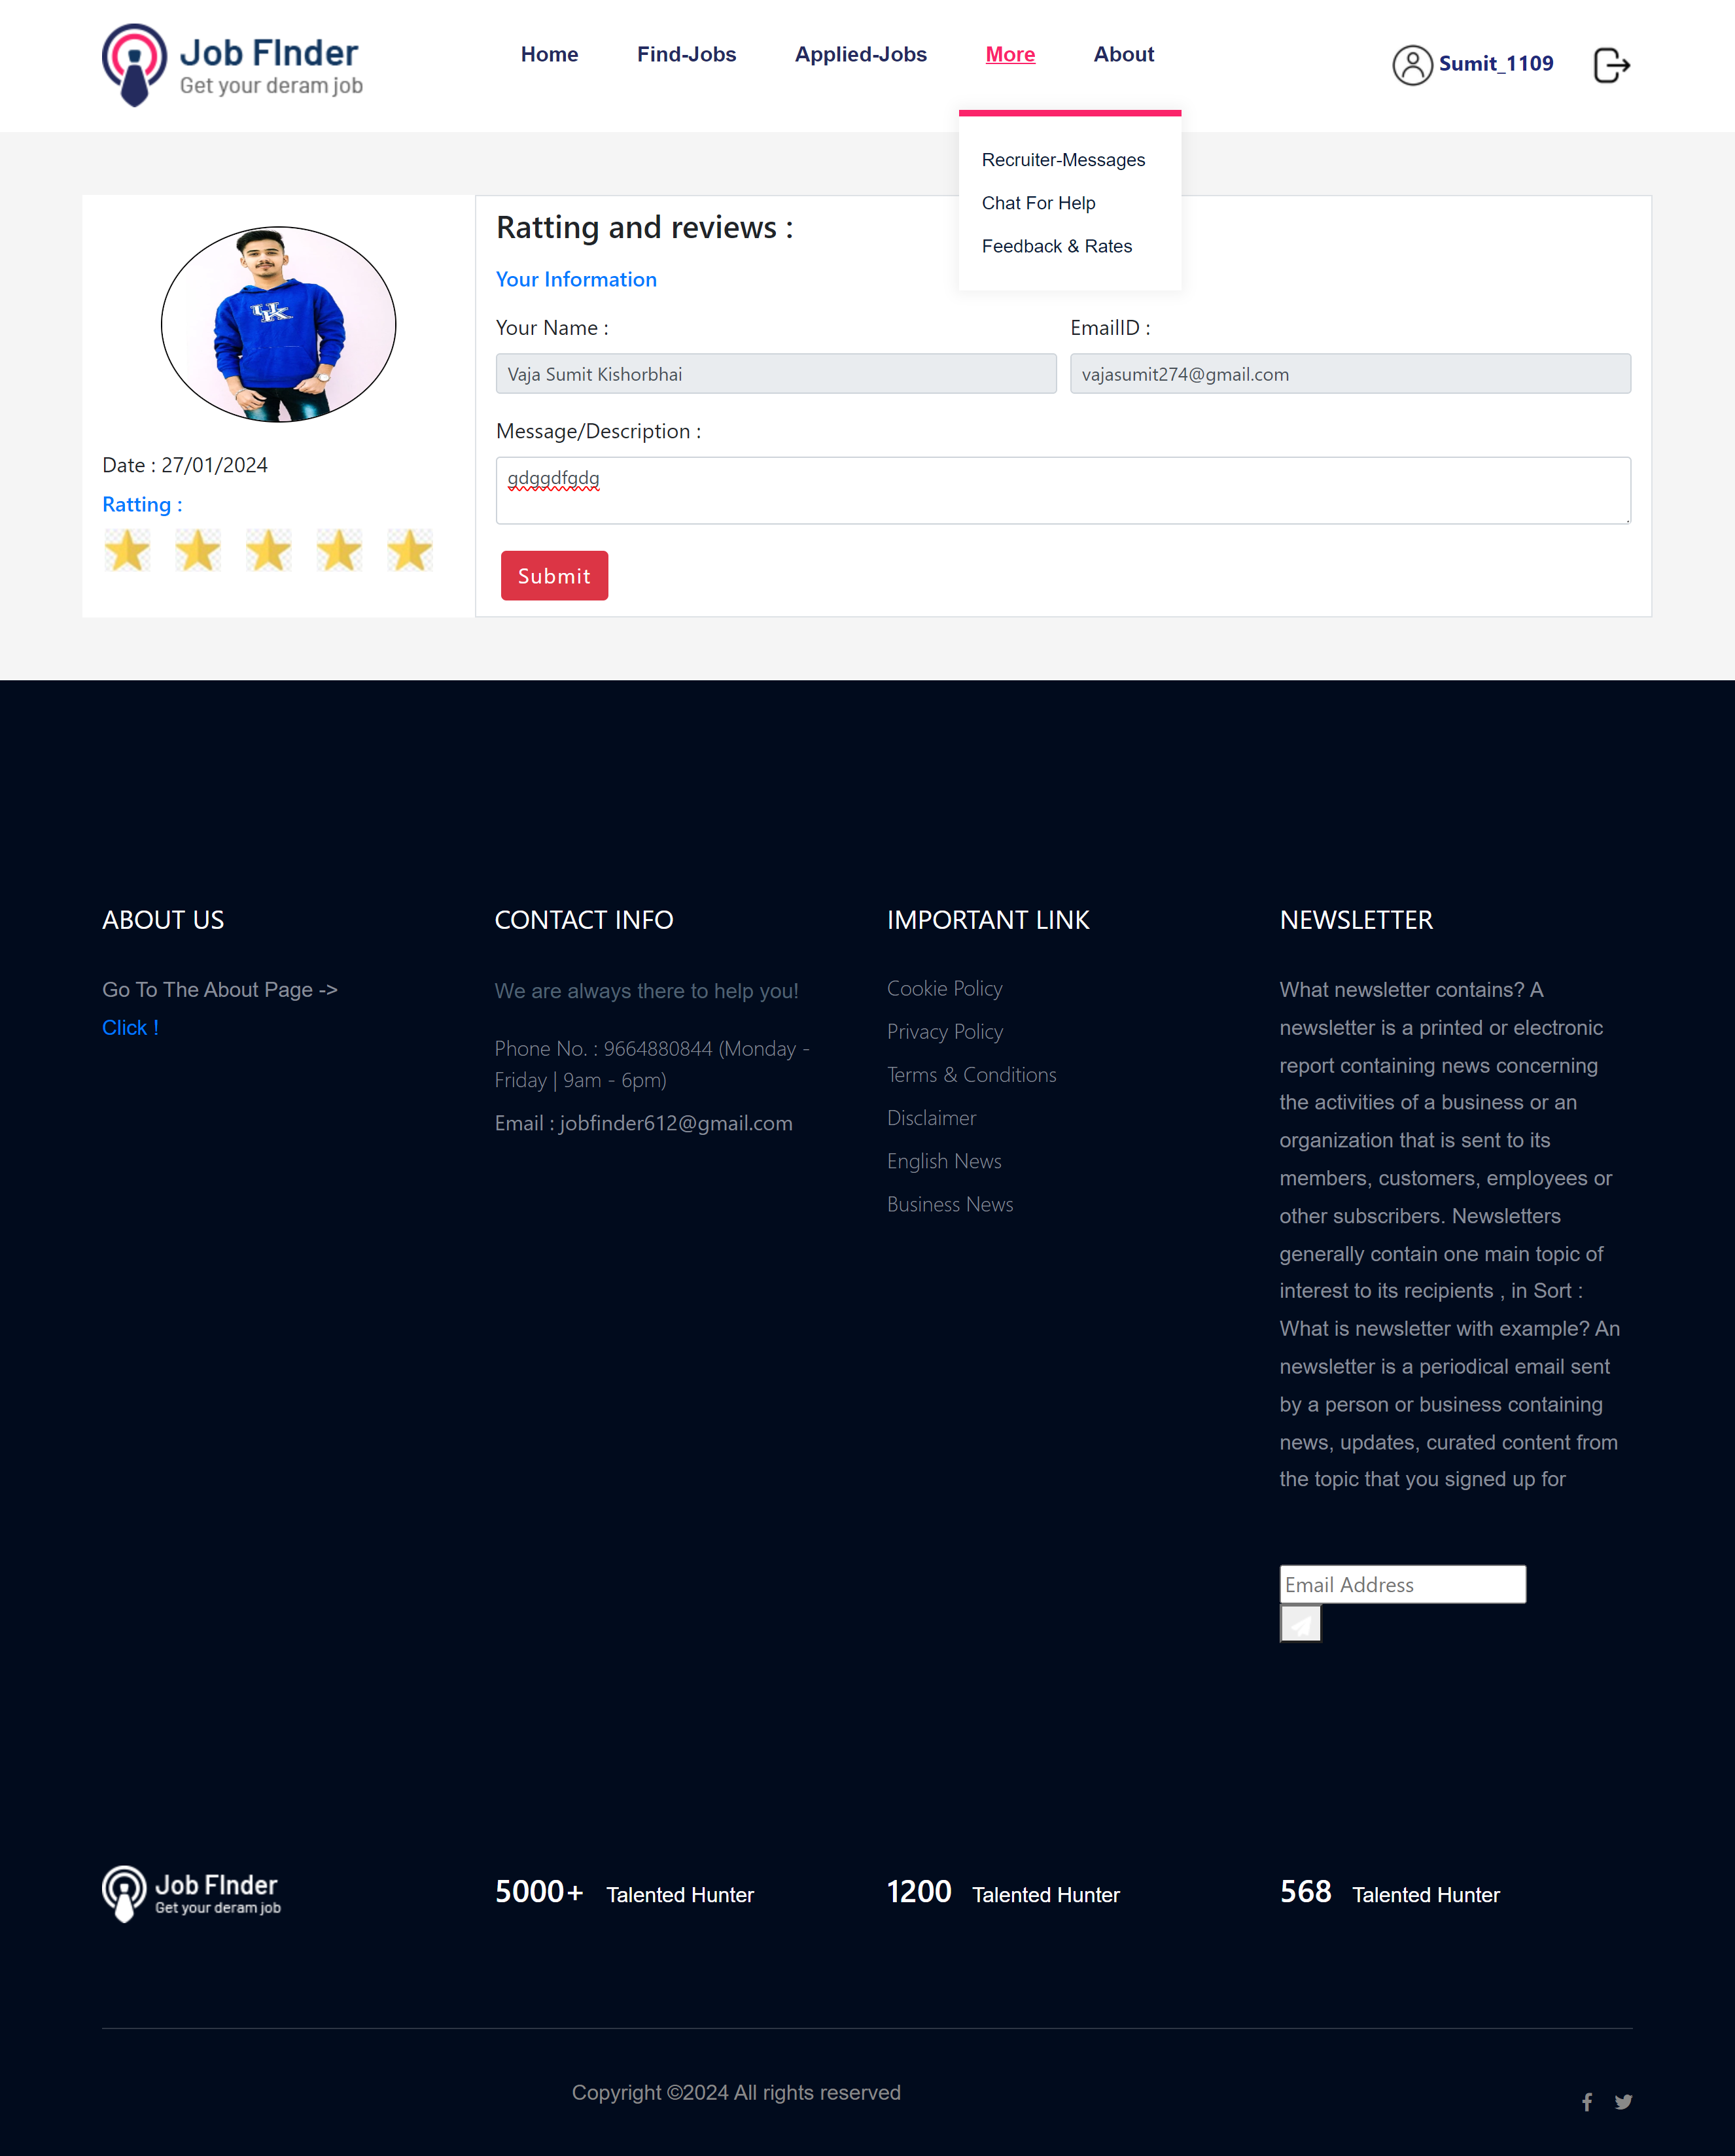 Job FInder
Get your deram job
Home
Find-Jobs
Applied-Jobs
More
About
Sumit_1109
Recruiter-Messages
Chat For Help
Feedback & Rates
UK
Date : 27/01/2024
Ratting :
Ratting and reviews :
Your Information
Your Name :
EmailID :
Vaja Sumit Kishorbhai
vajasumit274@gmail.com
Message/Description :
gdggdfgdg
Submit
ABOUT US
Go To The About Page ->
Click !
CONTACT INFO
We are always there to help you!
Phone No. : 9664880844 (Monday -
Friday | 9am - 6pm)
Email : jobfinder612@gmail.com
IMPORTANT LINK
Cookie Policy
Privacy Policy
Terms & Conditions
Disclaimer
English News
Business News
NEWSLETTER
What newsletter contains? A
newsletter is a printed or electronic
report containing news concerning
the activities of a business or an
organization that is sent to its
members, customers, employees or
other subscribers. Newsletters
generally contain one main topic of
interest to its recipients , in Sort :
What is newsletter with example? An
newsletter is a periodical email sent
by a person or business containing
news, updates, curated content from
the topic that you signed up for
Email Address
Job FInder
Get your deram job
5000+ Talented Hunter
1200 Talented Hunter
568 Talented Hunter
Copyright ©2024 All rights reserved